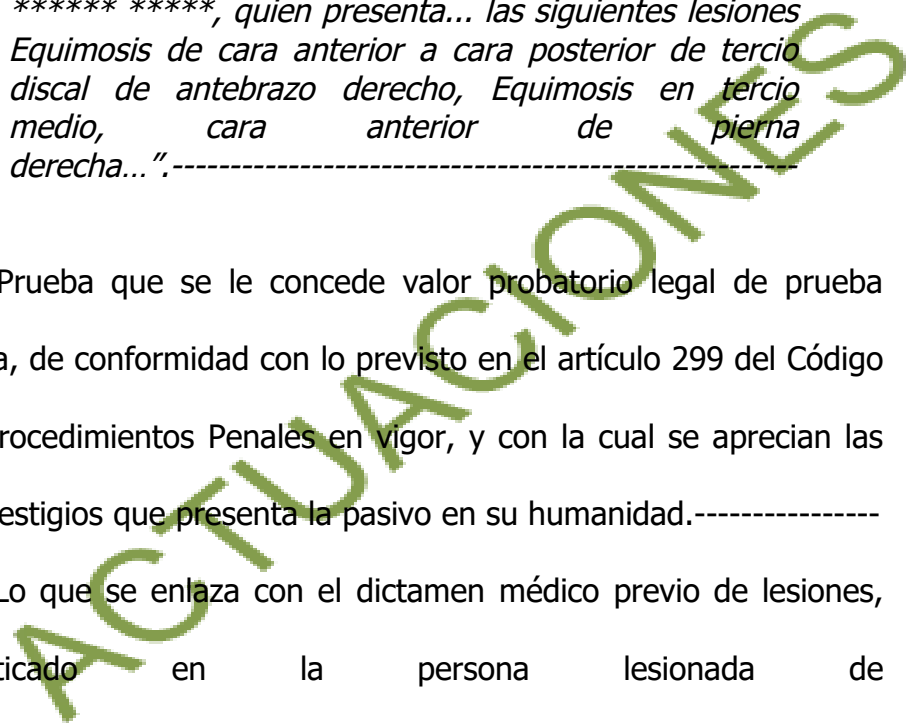 ****** *****, quien presenta... las siguientes lesiones
Equimosis de cara anterior a cara posterior de tercio
discal de antebrazo derecho, Equimosis en tercio
medio, cara anterior de pierna
derecha…”.------------------------------------------------------
Prueba que se le concede valor probatorio legal de prueba
a, de conformidad con lo previsto en el artículo 299 del Código
rocedimientos Penales en vigor, y con la cual se aprecian las
estigios que presenta la pasivo en su humanidad.----------------
Lo que se enlaza con el dictamen médico previo de lesiones,
ticado en la persona lesionada de
ACTUACIONES